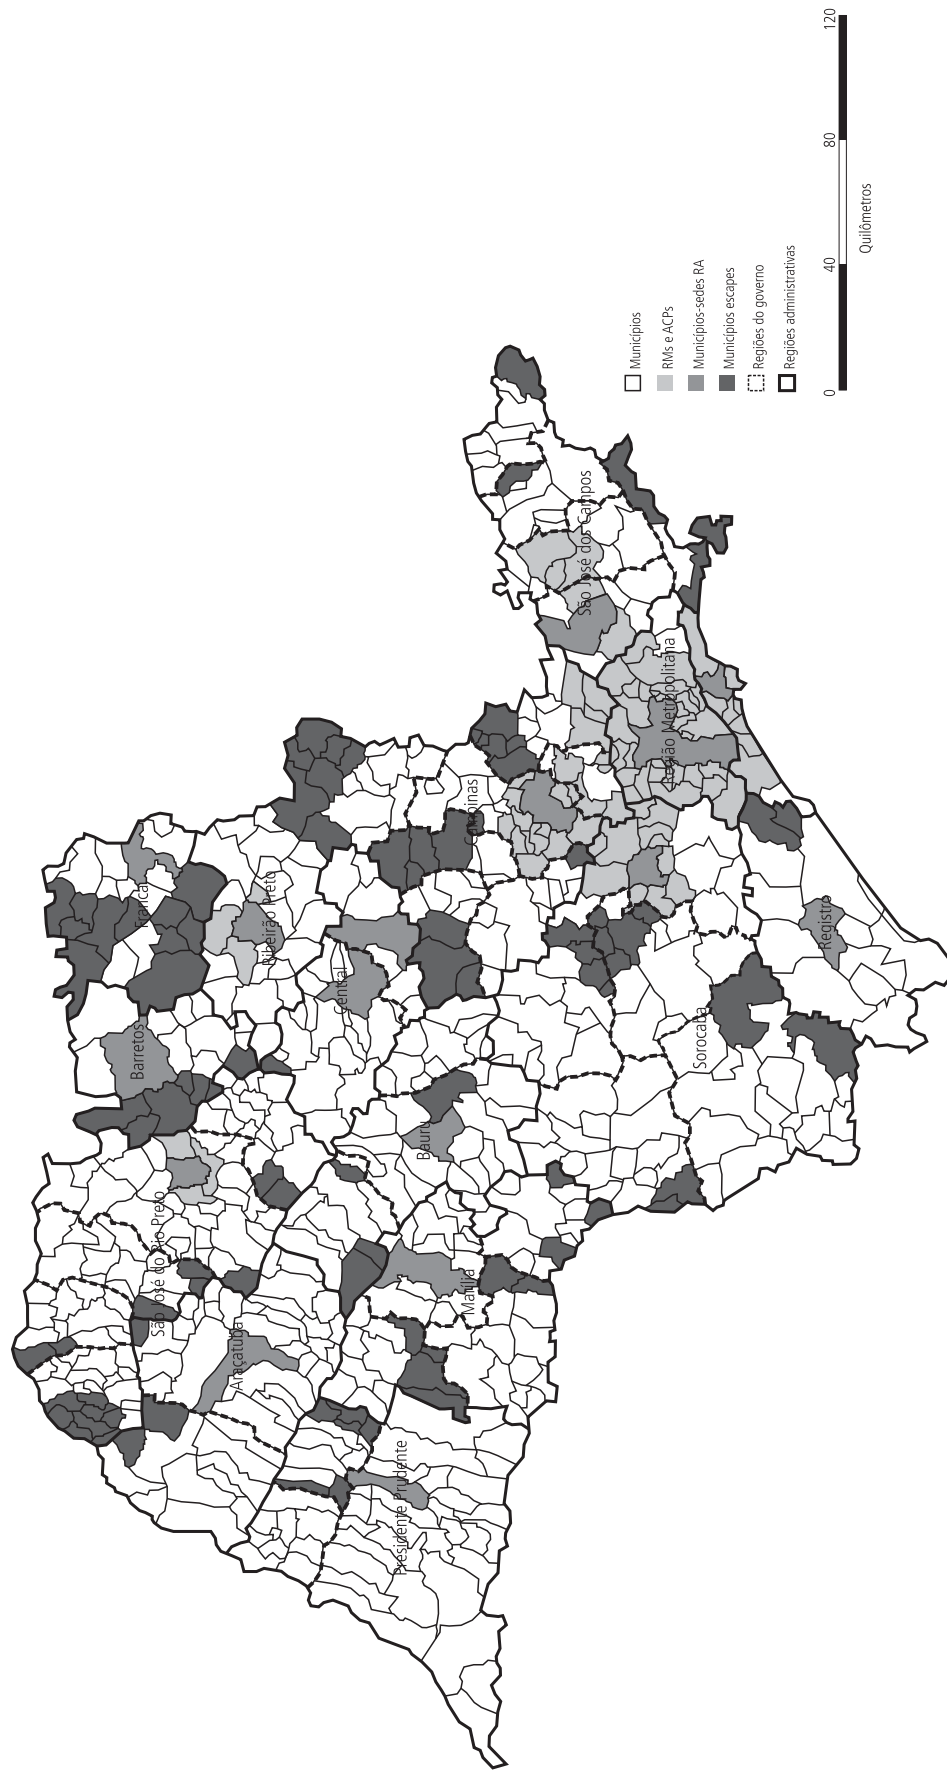 São José do Rio Preto
Barretos
Franca
Ribeirão Preto
Araçatuba
Central
Presidente Prudente
Marília
Bauru
Campinas
São José dos Campos
Região Metropolitana
Sorocaba
Registro
Municípios
RMs e ACPs
Municípios-sedes RA
Municípios escapes
Regiões do governo
Regiões administrativas
0 40 80 120
Quilômetros